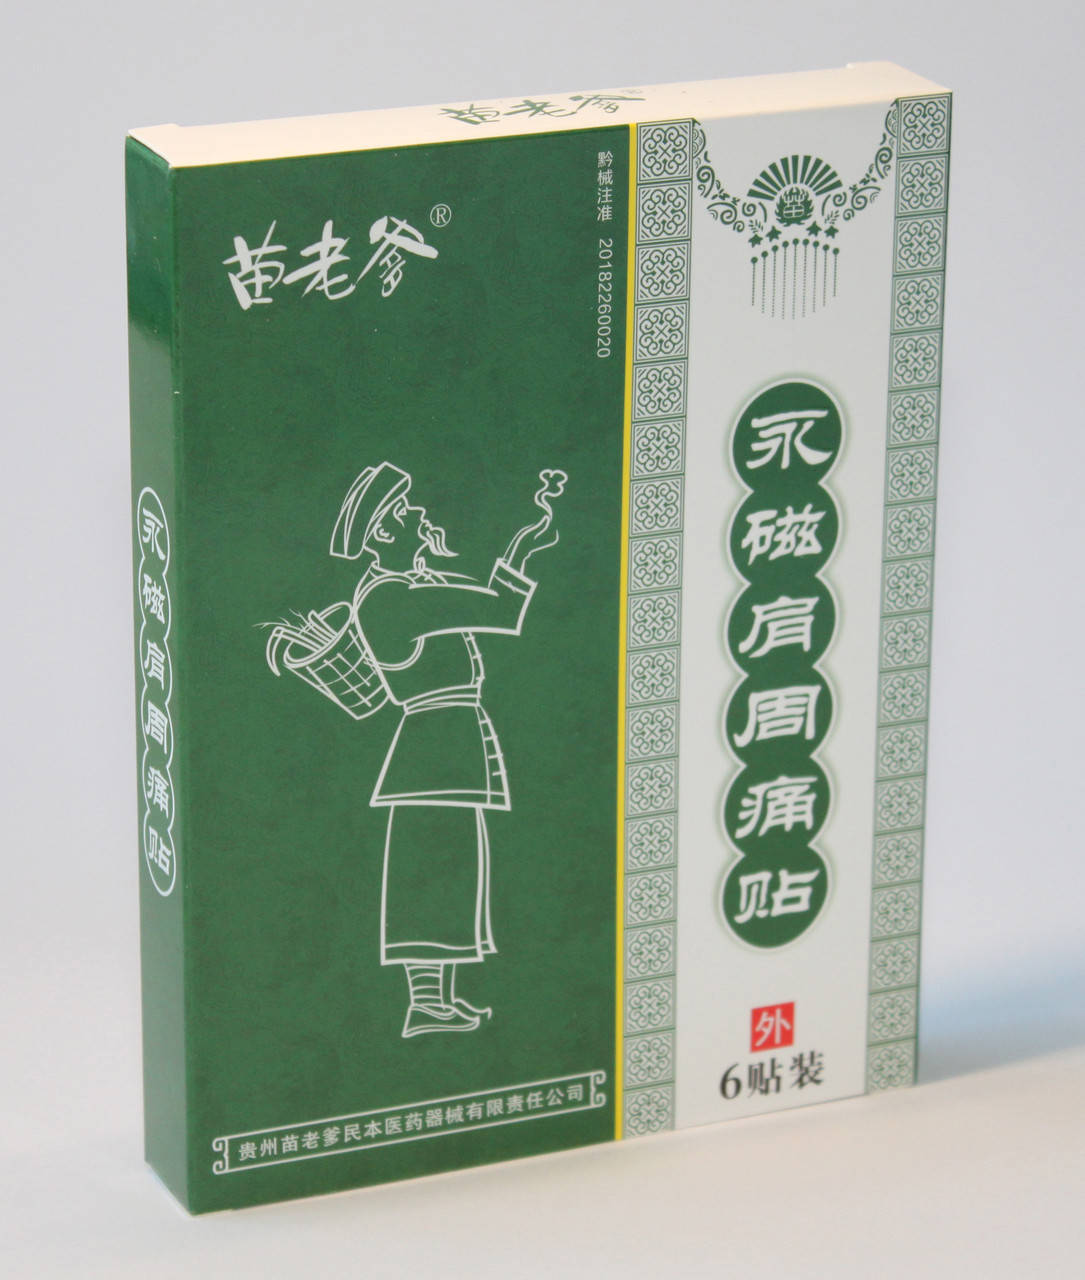 苗老爹®
苗老爹®
黔械注准 20182260020
苗
永磁肩周痛贴
永磁肩周痛贴
外
6贴装
贵州苗老爹民本医药器械有限责任公司